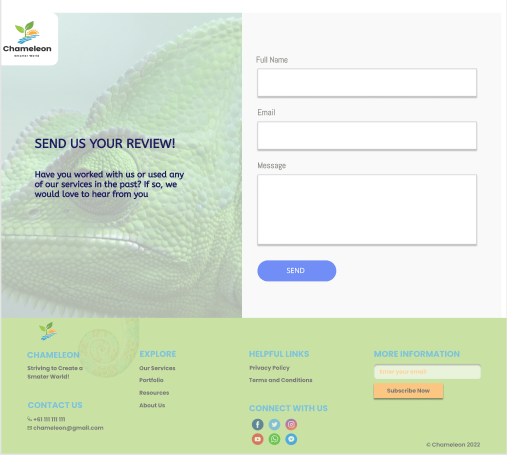 Chameleon
SEND US YOUR REVIEW!
Have you worked with us or used any
of our services in the past? If so, we
would love to hear from you
Full Name
Email
Message
SEND
CHAMELEON
Striving to Create a
Smater World!
CONTACT US
+61 111 111 111
chameleon@gmail.com
EXPLORE
Our Services
Portfolio
Resources
About Us
HELPFUL LINKS
Privacy Policy
Terms and Conditions
CONNECT WITH US
MORE INFORMATION
Enter your email
Subscribe Now
© Chameleon 2022